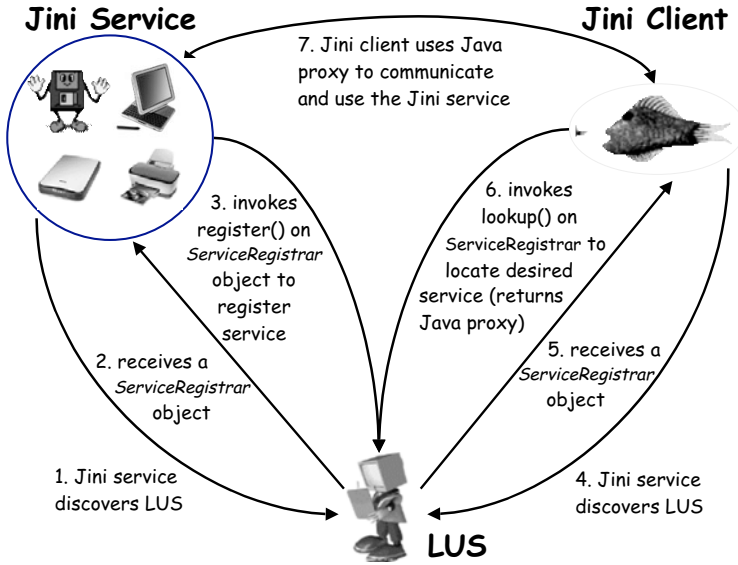 Jini Service
Jini Client
7. Jini client uses Java
proxy to communicate
and use the Jini service
3. invokes
register() on
ServiceRegistrar
object to
register
service
6. invokes
lookup() on
ServiceRegistrar to
locate desired
service (returns
Java proxy)
2. receives a
ServiceRegistrar
object
5. receives a
ServiceRegistrar
object
1. Jini service
discovers LUS
4. Jini service
discovers LUS
LUS